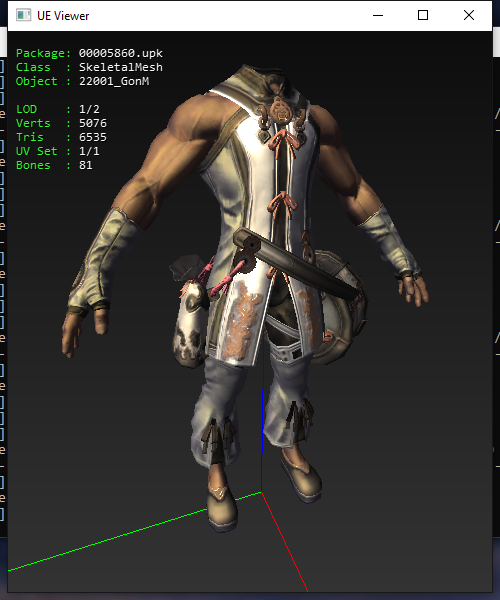 UE Viewer
Package: 00005860.upk
Class  : SkeletalMesh
Object : 22001_GonM
LOD    : 1/2
Verts  : 5076
Tris   : 6535
UV Set : 1/1
Bones  : 81